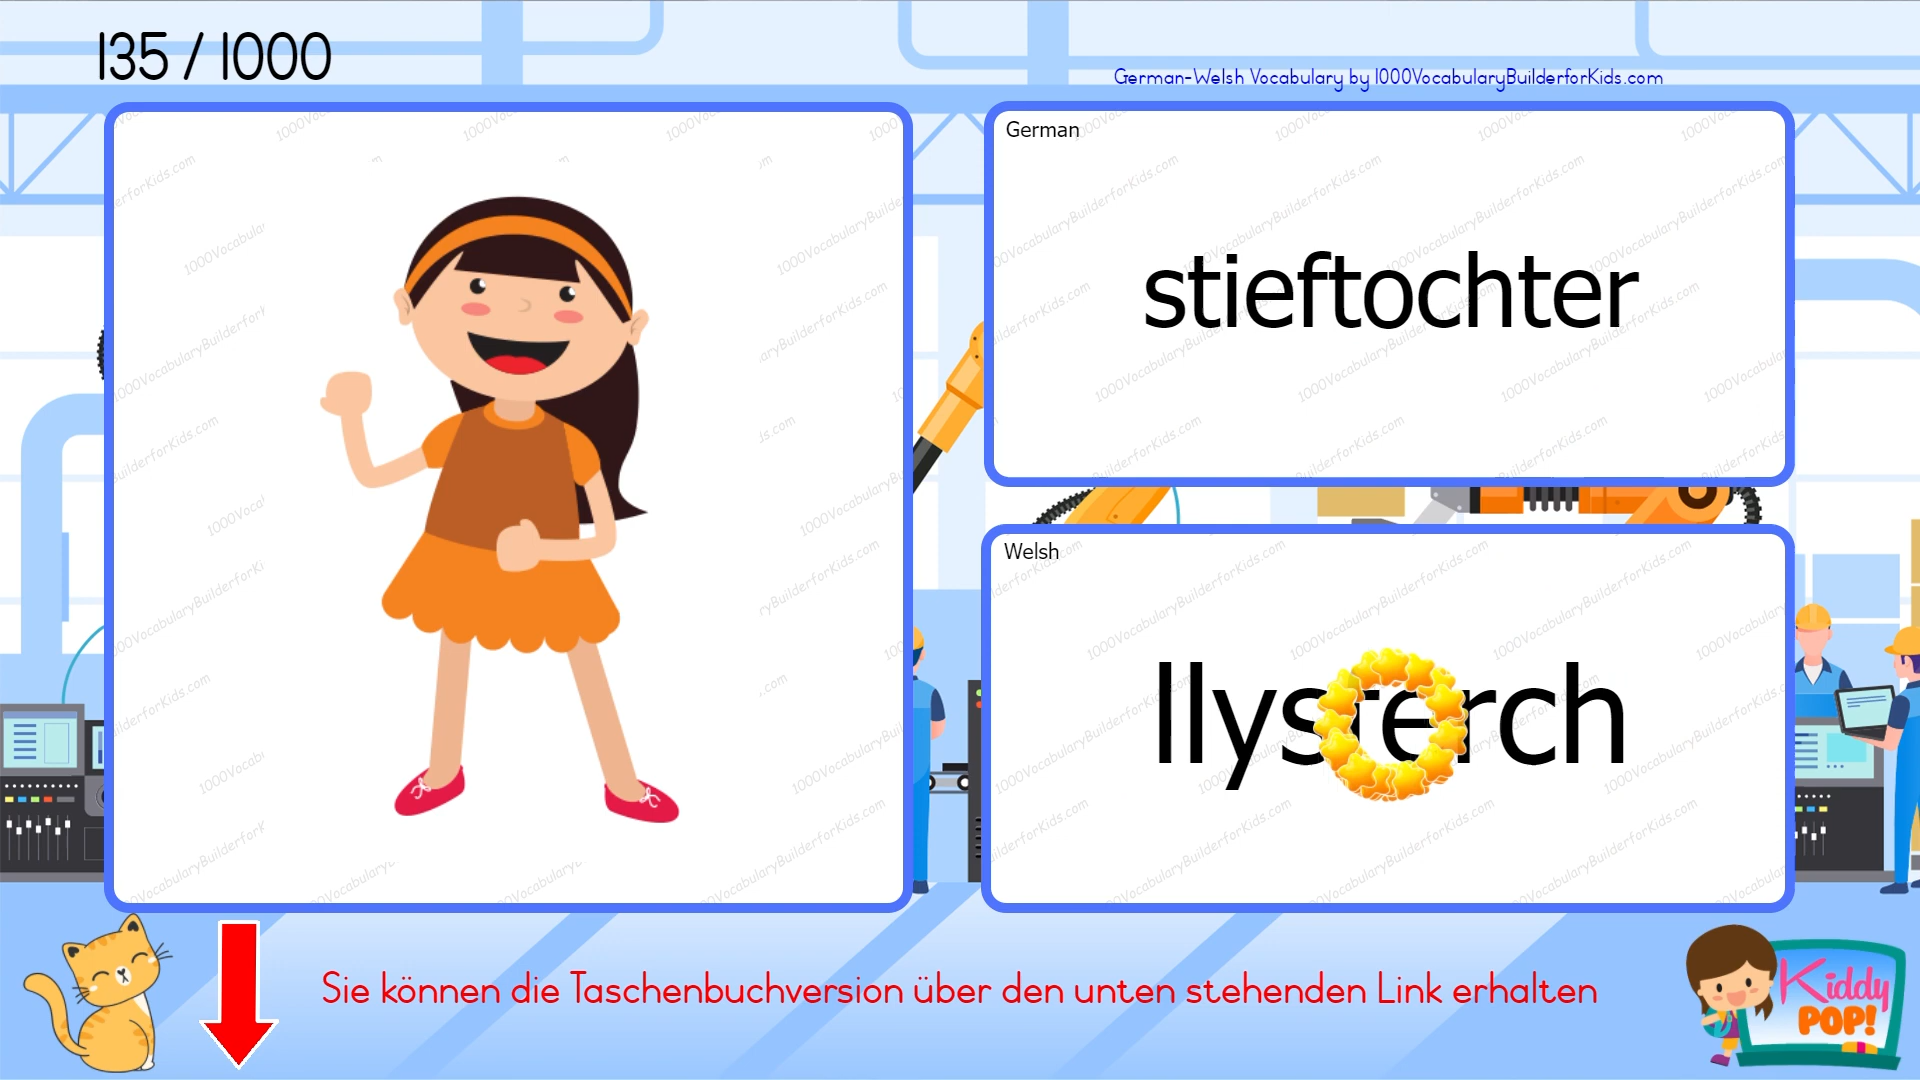 135 / 1000
German-Welsh Vocabulary by 1000VocabularyBuilderforKids.com
German
stieftochter
Welsh
llysterch
Sie können die Taschenbuchversion über den unten stehenden Link erhalten
Kiddy
POP!